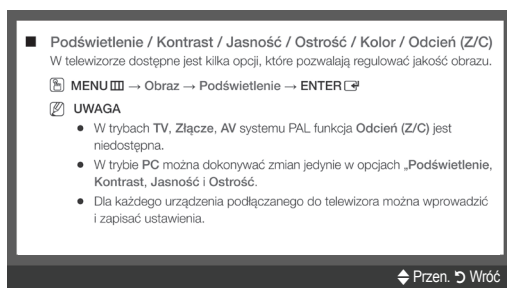 ■ Podświetlenie / Kontrast / Jasność / Ostrość / Kolor / Odcień (Z/C)
W telewizorze dostępne jest kilka opcji, które pozwalają regulować jakość obrazu.
MENU → Obraz → Podświetlenie → ENTER
UWAGA
● W trybach TV, Złącze, AV systemu PAL funkcja Odcień (Z/C) jest
niedostępna.
● W trybie PC można dokonywać zmian jedynie w opcjach „Podświetlenie,
Kontrast, Jasność i Ostrość.
● Dla każdego urządzenia podłączanego do telewizora można wprowadzić
i zapisać ustawienia.
Przen. Wróć